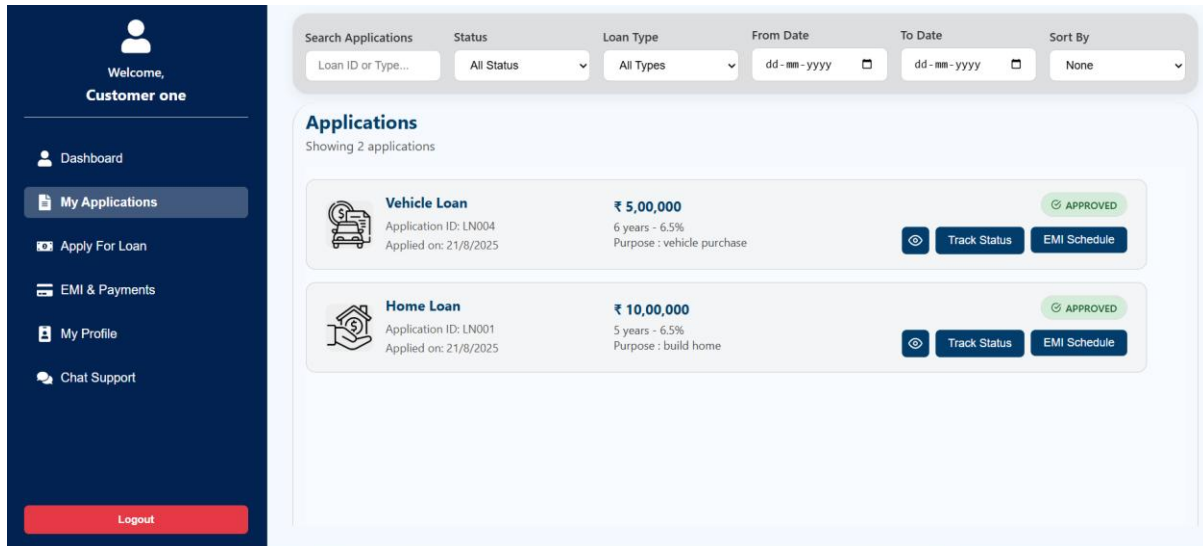 Welcome,
Customer one
Dashboard
My Applications
Apply For Loan
EMI & Payments
My Profile
Chat Support
Logout
Search Applications Status Loan Type From Date To Date Sort By
Loan ID or Type... All Status All Types dd-mm-yyyy dd-mm-yyyy None
Applications
Showing 2 applications
Vehicle Loan ₹ 5,00,000 APPROVED
Application ID: LN004 6 years - 6.5%
Applied on: 21/8/2025 Purpose : vehicle purchase Track Status EMI Schedule
Home Loan ₹ 10,00,000 APPROVED
Application ID: LN001 5 years - 6.5%
Applied on: 21/8/2025 Purpose : build home Track Status EMI Schedule